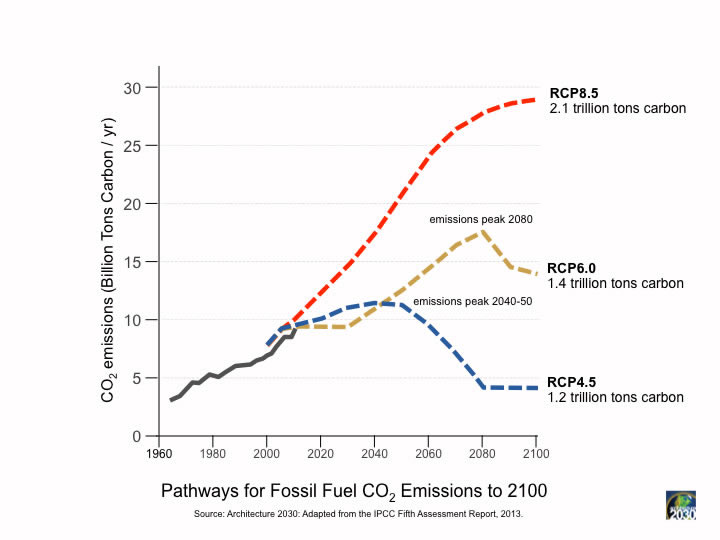 CO2 emissions (Billion Tons Carbon / yr)
30
25
20
15
10
5
0
1960
1980
2000
2020
2040
2060
2080
2100
RCP8.5
2.1 trillion tons carbon
emissions peak 2080
RCP6.0
1.4 trillion tons carbon
emissions peak 2040-50
RCP4.5
1.2 trillion tons carbon
Pathways for Fossil Fuel CO2 Emissions to 2100
Source: Architecture 2030: Adapted from the IPCC Fifth Assessment Report, 2013.
2030